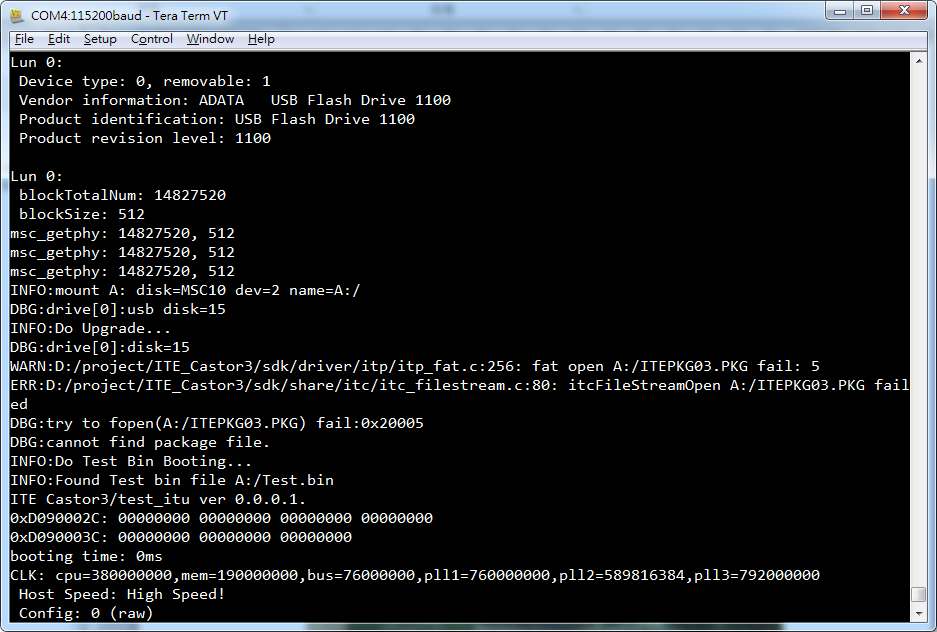 COM4:115200baud - Tera Term VT
File Edit Setup Control Window Help
Lun 0:
Device type: 0, removable: 1
Vendor information: ADATA   USB Flash Drive 1100
Product identification: USB Flash Drive 1100
Product revision level: 1100
Lun 0:
blockTotalNum: 14827520
blockSize: 512
msc_getphy: 14827520, 512
msc_getphy: 14827520, 512
msc_getphy: 14827520, 512
INFO:mount A: disk=MSC10 dev=2 name=A:/
DBG:drive[0]:usb disk=15
INFO:Do Upgrade...
DBG:drive[0]:disk=15
WARN:D:/project/ITE_Castor3/sdk/driver/itp/itp_fat.c:256: fat open A:/ITEPKG03.PKG fail: 5
ERR:D:/project/ITE_Castor3/sdk/share/itc/itc_filestream.c:80: itcFileStreamOpen A:/ITEPKG03.PKG fail
ed
DBG:try to fopen(A:/ITEPKG03.PKG) fail:0x20005
DBG:cannot find package file.
INFO:Do Test Bin Booting...
INFO:Found Test bin file A:/Test.bin
ITE Castor3/test_itu ver 0.0.0.1.
0xD090002C: 00000000 00000000 00000000 00000000
0xD090003C: 00000000 00000000 00000000
booting time: 0ms
CLK: cpu=380000000,mem=190000000,bus=76000000,pll1=760000000,pll2=589816384,pll3=792000000
Host Speed: High Speed!
Config: 0 (raw)